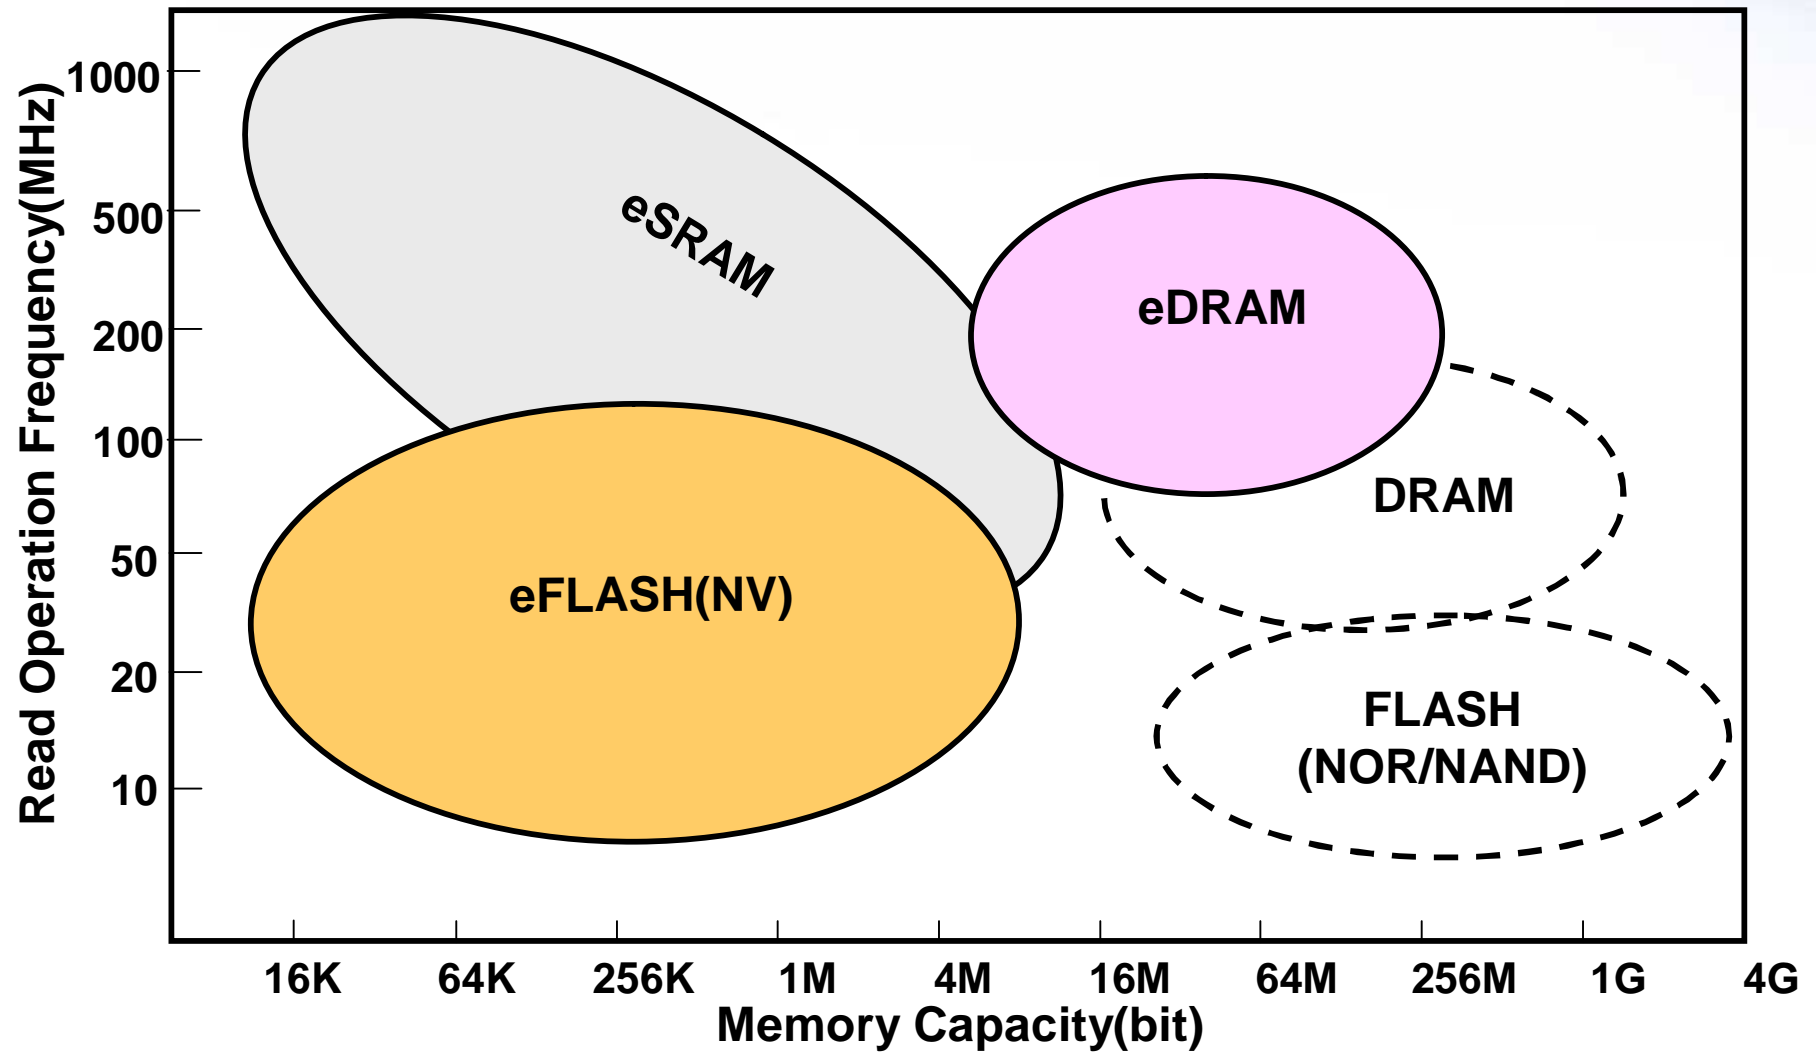 Read Operation Frequency(MHz)
1000
500
200
100
50
20
10
eSRAM
eDRAM
DRAM
eFLASH(NV)
FLASH
(NOR/NAND)
16K 64K 256K 1M 4M 16M 64M 256M 1G 4G
Memory Capacity(bit)